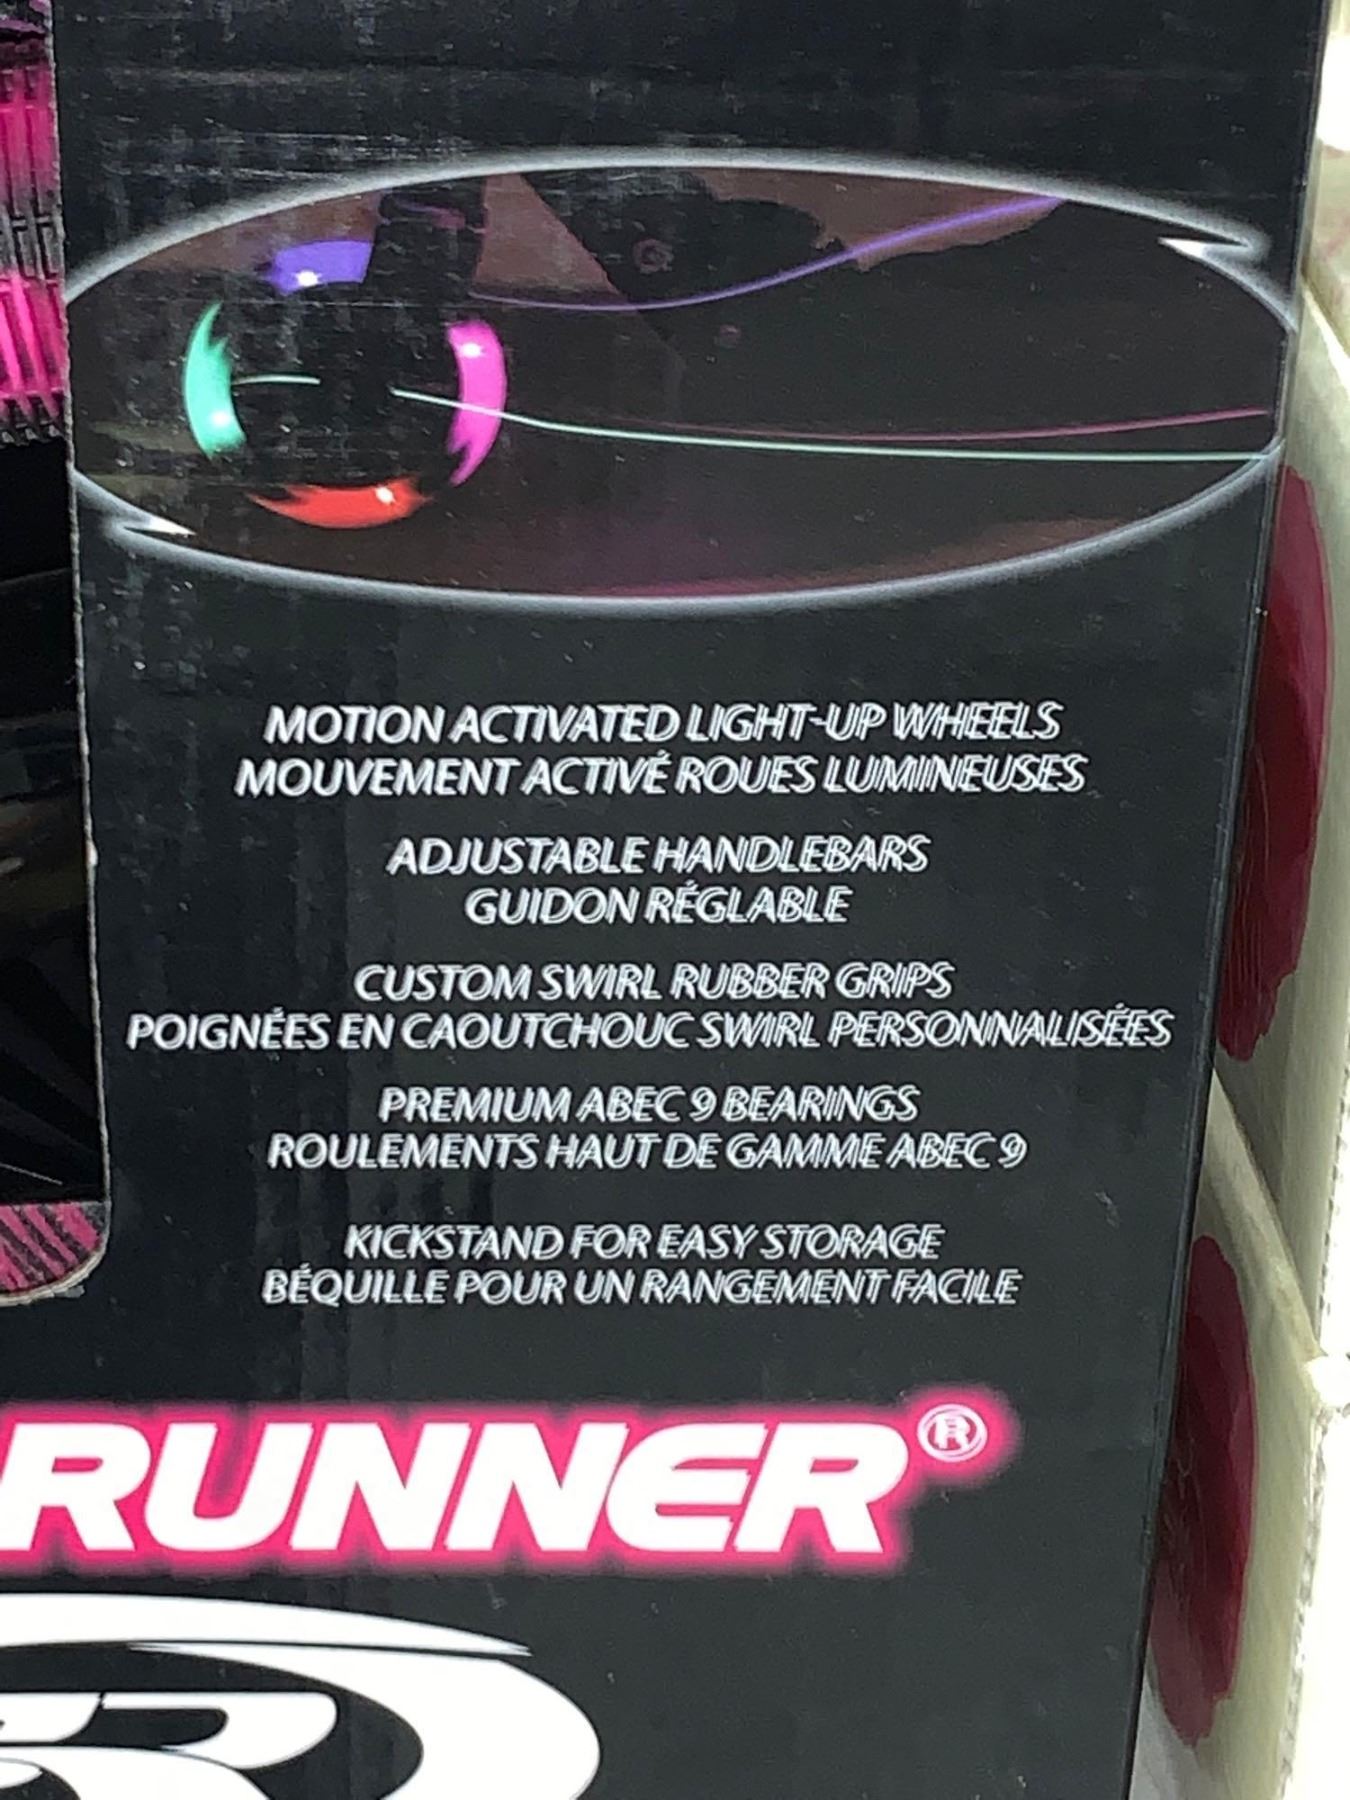 MOTION ACTIVATED LIGHT-UP WHEELS
MOUVEMENT ACTIVÉ ROUES LUMINEUSES
ADJUSTABLE HANDLEBARS
GUIDON RÉGLABLE
CUSTOM SWIRL RUBBER GRIPS
POIGNÉES EN CAOUTCHOUC SWIRL PERSONNALISÉES
PREMIUM ABEC 9 BEARINGS
ROULEMENTS HAUT DE GAMME ABEC 9
KICKSTAND FOR EASY STORAGE
BÉQUILLE POUR UN RANGEMENT FACILE
RUNNER®